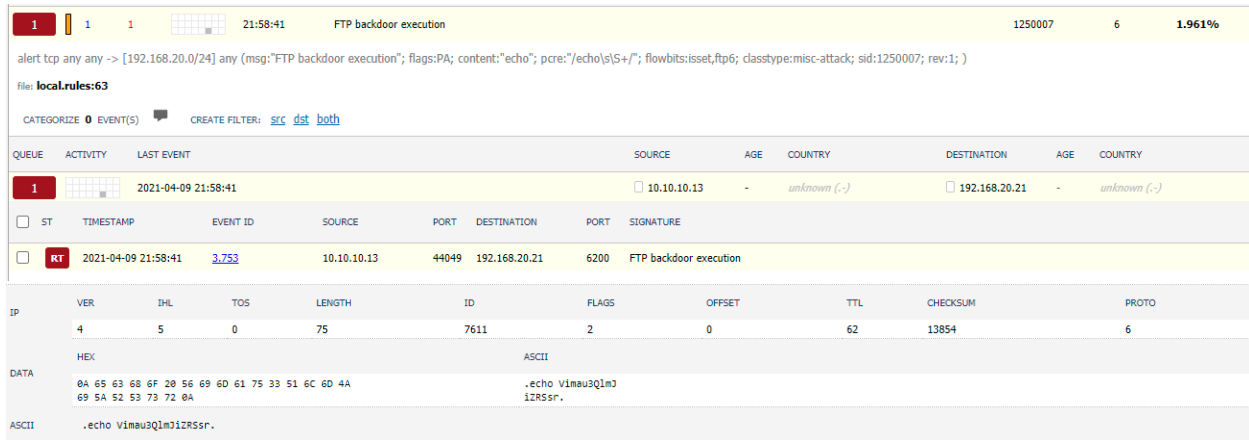 1 1 1 21:58:41 FTP backdoor execution 1250007 6 1.961%
alert tcp any any -> [192.168.20.0/24] any (msg:"FTP backdoor execution"; flags:PA; content:"echo"; pcre:"/echo\s\S+/"; flowbits:isset,ftp6; classtype:misc-attack; sid:1250007; rev:1; )
file: local.rules:63
CATEGORIZE 0 EVENT(S) CREATE FILTER: src dst both
QUEUE ACTIVITY LAST EVENT SOURCE AGE COUNTRY DESTINATION AGE COUNTRY
1 2021-04-09 21:58:41 10.10.10.13 - unknown (.-) 192.168.20.21 - unknown (.-)
ST TIMESTAMP EVENT ID SOURCE PORT DESTINATION PORT SIGNATURE
RT 2021-04-09 21:58:41 3.753 10.10.10.13 44049 192.168.20.21 6200 FTP backdoor execution
IP VER IHL TOS LENGTH ID FLAGS OFFSET TTL CHECKSUM PROTO
4 5 0 75 7611 2 0 62 13854 6
DATA HEX ASCII
0A 65 63 68 6F 20 56 69 6D 61 75 33 51 6C 6D 4A .echo Vimau3QlmJ
69 5A 52 53 73 72 0A iZRSsr.
ASCII .echo Vimau3QlmJiZRSsr.